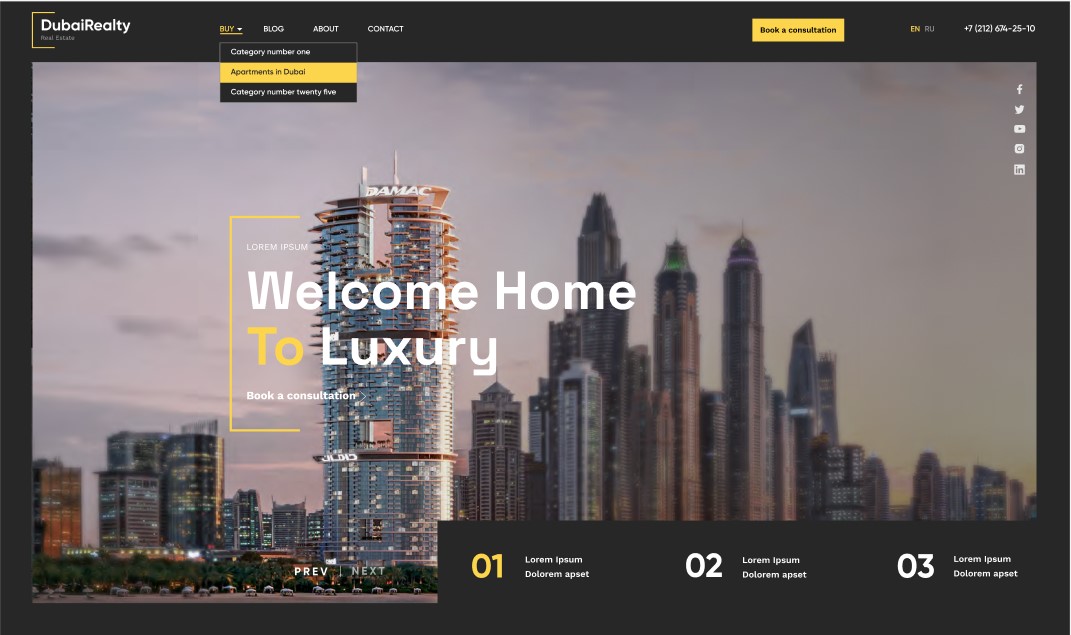 DubaiRealty
Real Estate
BUY
BLOG
ABOUT
CONTACT
Book a consultation
EN RU
+7 (212) 674-25-10
Category number one
Apartments in Dubai
Category number twenty five
DAMAC
LOREM IPSUM
Welcome Home
To Luxury
Book a consultation
PREV | NEXT
01
Lorem Ipsum
Dolorem apset
02
Lorem Ipsum
Dolorem apset
03
Lorem Ipsum
Dolorem apset